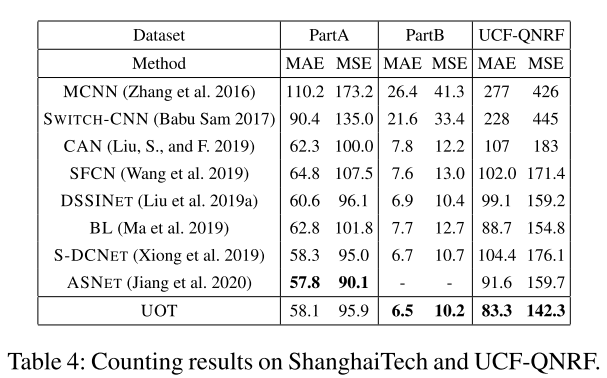 Dataset PartA PartB UCF-QNRF
Method MAE MSE MAE MSE MAE MSE
MCNN (Zhang et al. 2016) 110.2 173.2 26.4 41.3 277 426
SWITCH-CNN (Babu Sam 2017) 90.4 135.0 21.6 33.4 228 445
CAN (Liu, S., and F. 2019) 62.3 100.0 7.8 12.2 107 183
SFCN (Wang et al. 2019) 64.8 107.5 7.6 13.0 102.0 171.4
DSSINET (Liu et al. 2019a) 60.6 96.1 6.9 10.4 99.1 159.2
BL (Ma et al. 2019) 62.8 101.8 7.7 12.7 88.7 154.8
S-DCNET (Xiong et al. 2019) 58.3 95.0 6.7 10.7 104.4 176.1
ASNET (Jiang et al. 2020) 57.8 90.1 - - 91.6 159.7
UOT 58.1 95.9 6.5 10.2 83.3 142.3
Table 4: Counting results on ShanghaiTech and UCF-QNRF.